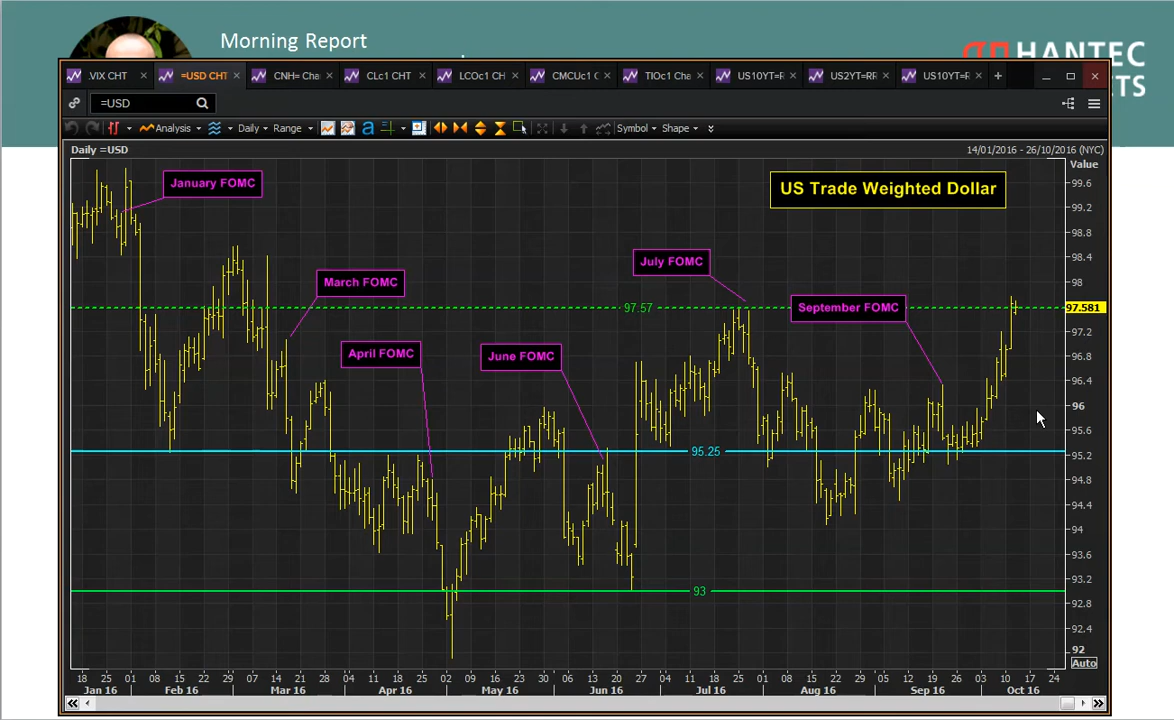 Morning Report
HANTEC
.VIX CHT
=USD CHT
CNH= Cha
CLc1 CHT
LCOc1 CH
CMCUc1 C
TIOc1 Cha
US10YT=R
US2YT=RR
US10YT=R
=USD
Analysis
Daily
Range
a
Symbol
Shape
Daily =USD
14/01/2016 - 26/10/2016 (NYC)
Value
January FOMC
US Trade Weighted Dollar
March FOMC
July FOMC
97.57
September FOMC
April FOMC
June FOMC
95.25
93
99.6
99.2
98.8
98.4
98
97.581
97.2
96.8
96.4
96
95.6
95.2
94.8
94.4
94
93.6
93.2
92.8
92.4
92
Auto
18 25 01 08 15 22 29 07 14 21 28 04 11 18 25 02 09 16 23 30 06 13 20 27 04 11 18 25 01 08 15 22 29 05 12 19 26 03 10 17 24
Jan 16 Feb 16 Mar 16 Apr 16 May 16 Jun 16 Jul 16 Aug 16 Sep 16 Oct 16